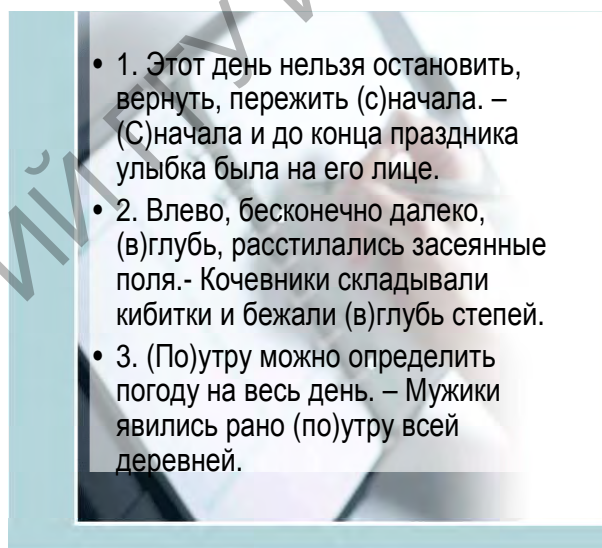 • 1. Этот день нельзя остановить,
вернуть, пережить (с)начала. –
(С)начала и до конца праздника
улыбка была на его лице.
• 2. Влево, бесконечно далеко,
(в)глубь, расстилались засеянные
поля.- Кочевники складывали
кибитки и бежали (в)глубь степей.
• 3. (По)утру можно определить
погоду на весь день. – Мужики
явились рано (по)утру всей
деревней.